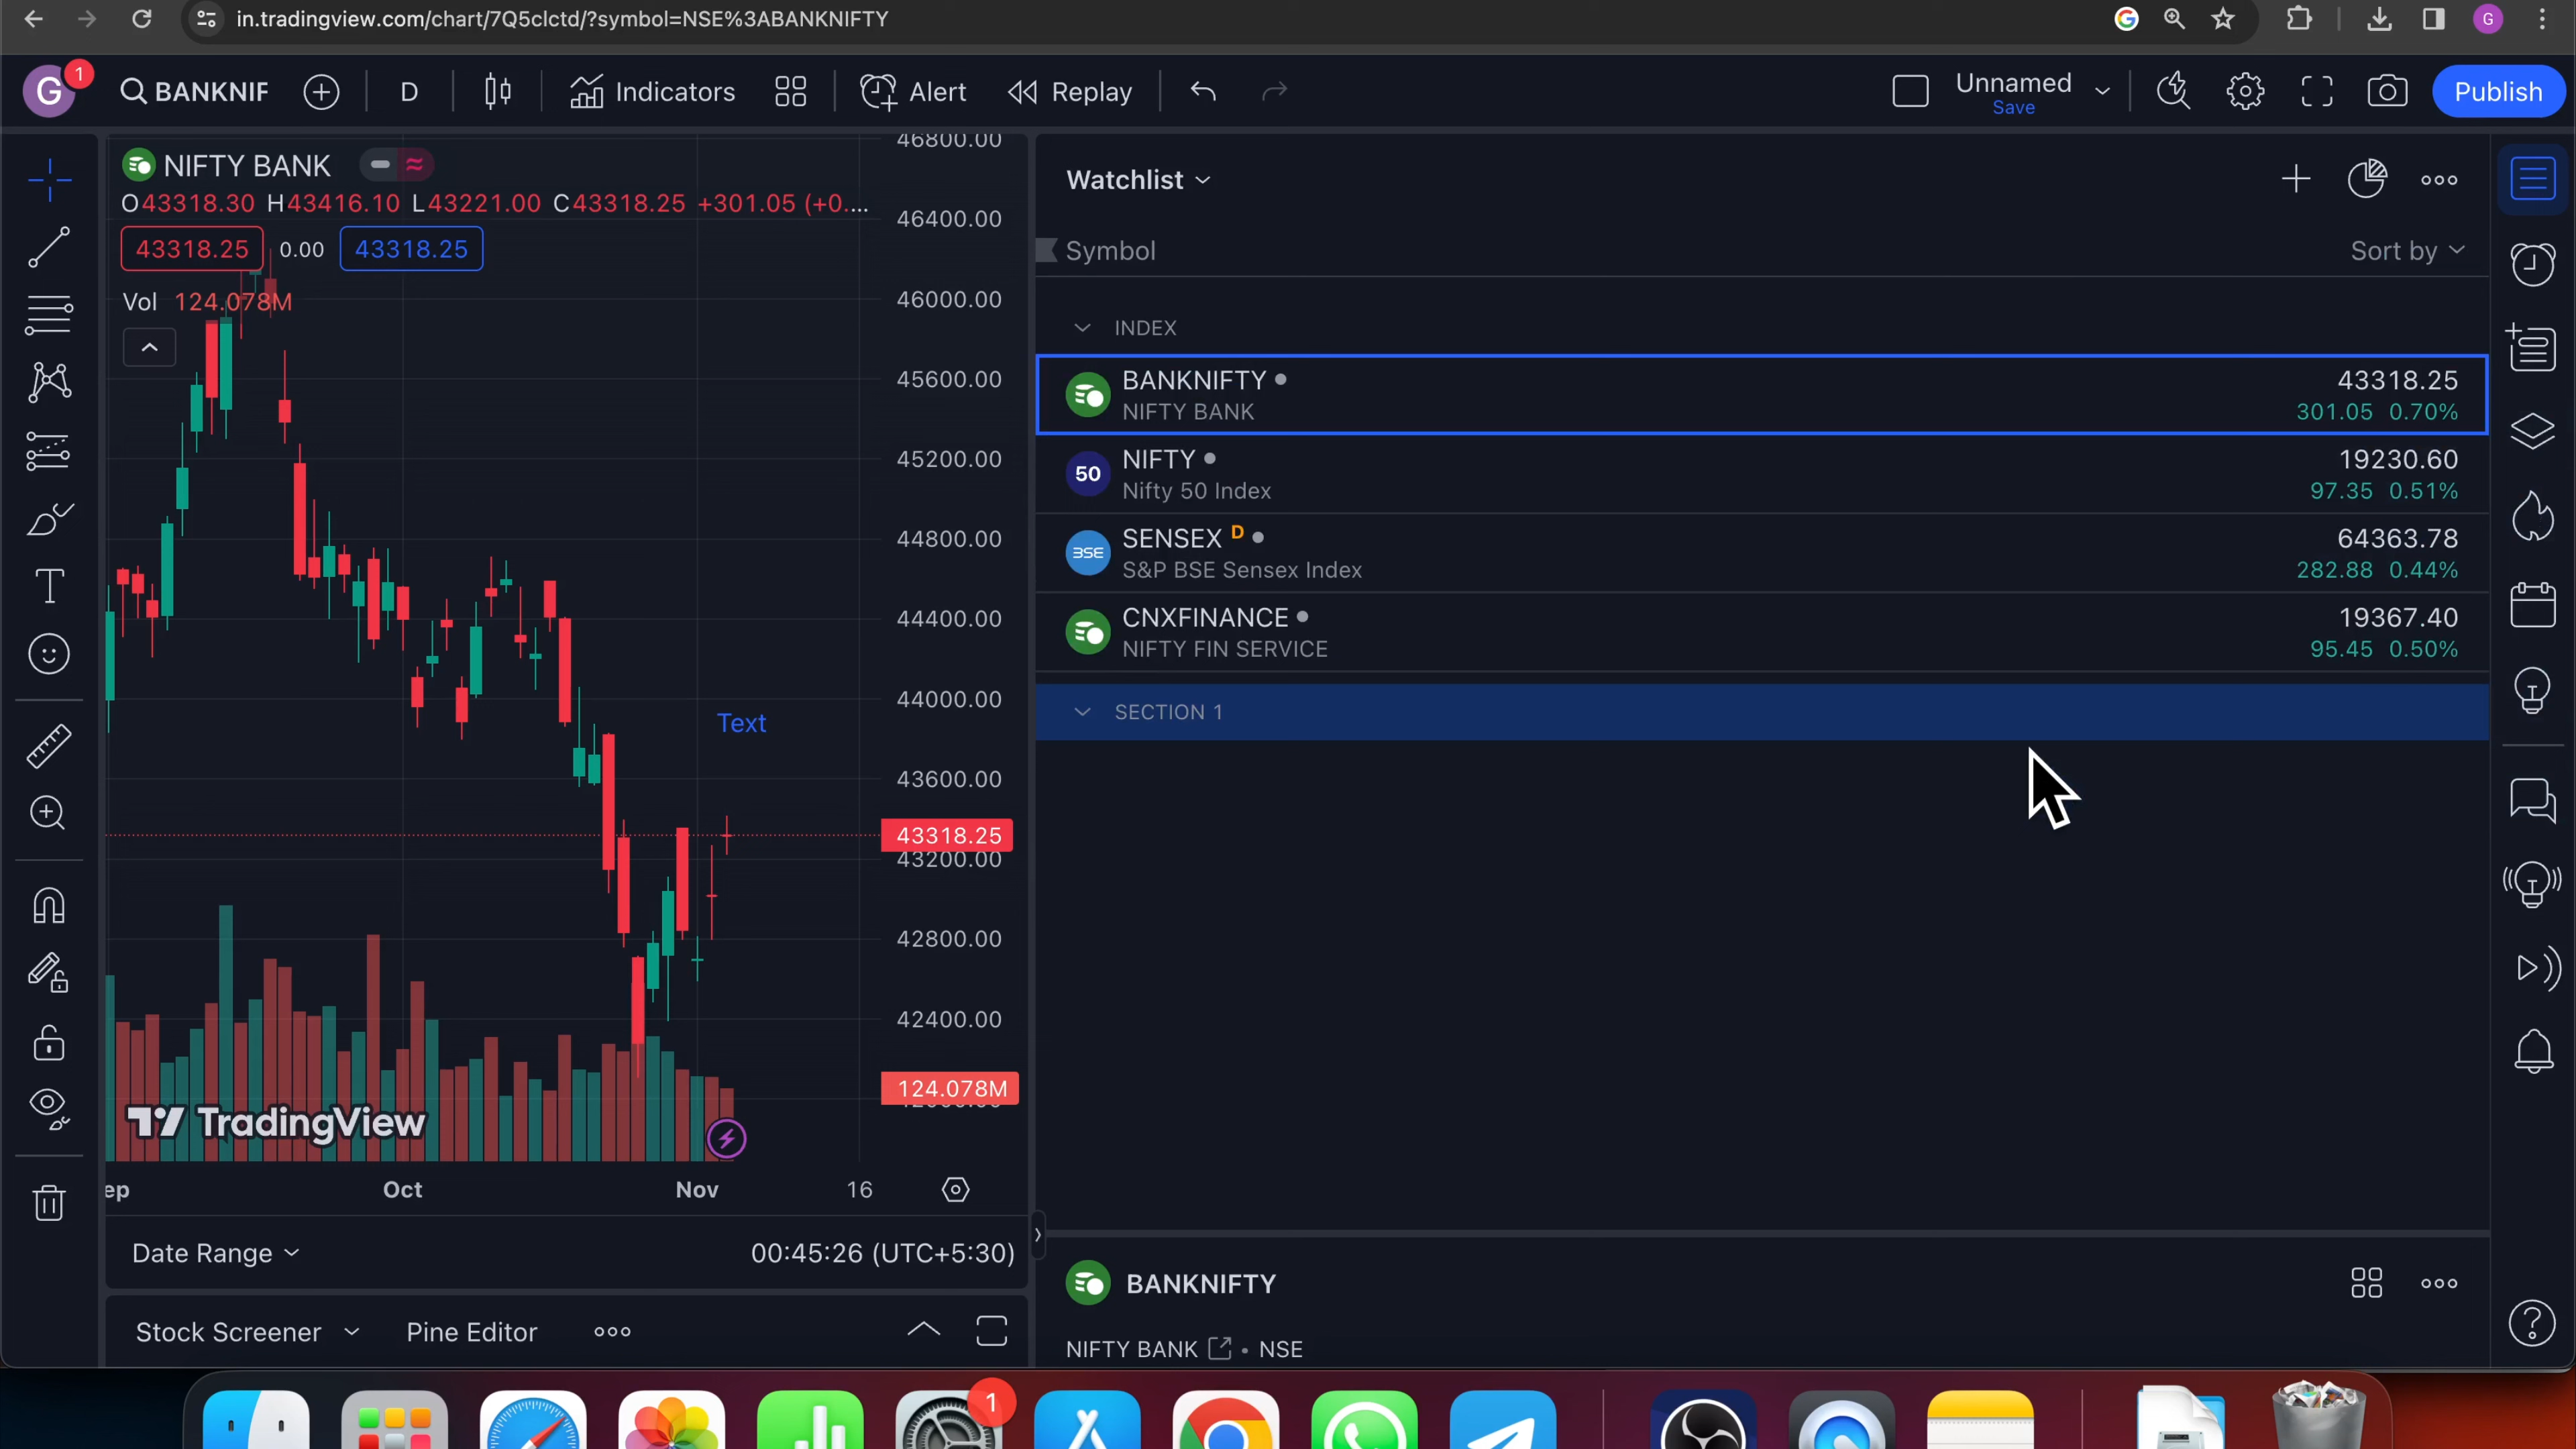 in.tradingview.com/chart/7Q5clctd/?symbol=NSE%3ABANKNIFTY
G
G
1
BANKNIF
D
Indicators
Alert
Replay
Unnamed
Save
Publish
NIFTY BANK
O43318.30 H43416.10 L43221.00 C43318.25 +301.05 (+0....
43318.25
0.00
43318.25
Vol 124.078M
46800.00
46400.00
46000.00
45600.00
45200.00
44800.00
44400.00
44000.00
43600.00
43318.25
43200.00
42800.00
42400.00
124.078M
Text
TradingView
ep
Oct
Nov
16
Date Range
00:45:26 (UTC+5:30)
Stock Screener
Pine Editor
Watchlist
Symbol
Sort by
INDEX
BANKNIFTY
43318.25
NIFTY BANK
301.05 0.70%
50
NIFTY
19230.60
Nifty 50 Index
97.35 0.51%
BSE
SENSEX D
64363.78
S&P BSE Sensex Index
282.88 0.44%
CNXFINANCE
19367.40
NIFTY FIN SERVICE
95.45 0.50%
SECTION 1
BANKNIFTY
NIFTY BANK • NSE
1